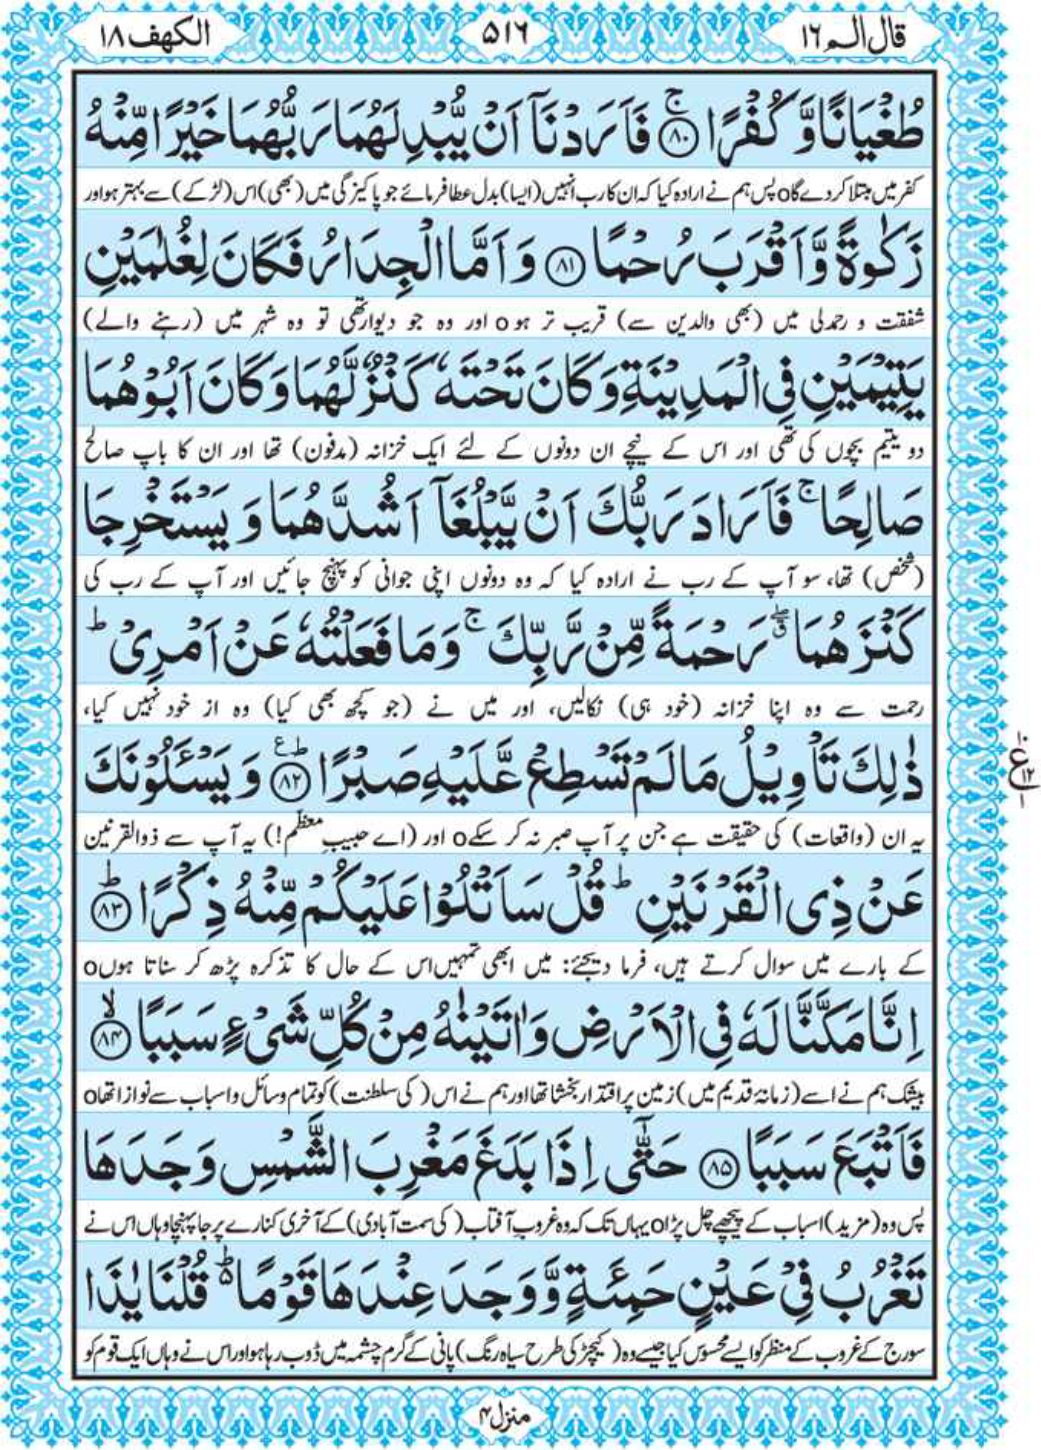 قال الم ١٦
٥١٦
الكهف ١٨
طُغْيَانًا وَّكُفْرًا ۚ ﴿٨٠﴾ فَاَرَدْنَاۤ اَنْ يُّبْدِلَهُمَا رَبُّهُمَا خَيْرًا مِّنْهُ
کفر میں مبتلا کر دے گا o پس ہم نے ارادہ کیا کہ ان کا رب انہیں (ایسا) بدل عطا فرمائے جو پاکیزگی میں (بھی) اس (لڑکے) سے بہتر ہو اور
زَكٰوةً وَّاَقْرَبَ رُحْمًا ﴿٨١﴾ وَاَمَّا الْجِدَارُ فَكَانَ لِغُلٰمَيْنِ
شفقت و رحمدلی میں (بھی والدین سے) قریب تر ہو o اور وہ جو دیوار تھی تو وہ شہر میں (رہنے والے)
يَتِيْمَيْنِ فِي الْمَدِيْنَةِ وَكَانَ تَحْتَهٗ كَنْزٌ لَّهُمَا وَكَانَ اَبُوْهُمَا
دو یتیم بچوں کی تھی اور اس کے نیچے ان دونوں کے لئے ایک خزانہ (مدفون) تھا اور ان کا باپ صالح
صَالِحًا ۚ فَاَرَادَ رَبُّكَ اَنْ يَّبْلُغَاۤ اَشُدَّهُمَا وَيَسْتَخْرِجَا
(شخص) تھا، سو آپ کے رب نے ارادہ کیا کہ وہ دونوں اپنی جوانی کو پہنچ جائیں اور آپ کے رب کی
كَنْزَهُمَا ۖق رَحْمَةً مِّنْ رَّبِّكَ ۚ وَمَا فَعَلْتُهٗ عَنْ اَمْرِيْ ؕ
رحمت سے وہ اپنا خزانہ (خود ہی) نکالیں، اور میں نے (جو کچھ بھی کیا) وہ از خود نہیں کیا،
ذٰلِكَ تَاْوِيْلُ مَا لَمْ تَسْطِعْ عَّلَيْهِ صَبْرًا ؕع ﴿٨٢﴾ وَيَسْـَٔلُوْنَكَ
یہ ان (واقعات) کی حقیقت ہے جن پر آپ صبر نہ کر سکے o اور (اے حبیبِ معظّم!) یہ آپ سے ذوالقرنین
١٢
ع
عَنْ ذِي الْقَرْنَيْنِ ؕ قُلْ سَاَتْلُوْا عَلَيْكُمْ مِّنْهُ ذِكْرًا ؕ ﴿٨٣﴾
کے بارے میں سوال کرتے ہیں، فرما دیجئے: میں ابھی تمہیں اس کے حال کا تذکرہ پڑھ کر سناتا ہوں o
اِنَّا مَكَّنَّا لَهٗ فِي الْاَرْضِ وَاٰتَيْنٰهُ مِنْ كُلِّ شَيْءٍ سَبَبًا ۙ ﴿٨٤﴾
بیشک ہم نے اسے (زمانۂ قدیم میں) زمین پر اقتدار بخشا تھا اور ہم نے اس (کی سلطنت) کو تمام وسائل و اسباب سے نوازا تھا o
فَاَتْبَعَ سَبَبًا ﴿٨٥﴾ حَتّٰۤى اِذَا بَلَغَ مَغْرِبَ الشَّمْسِ وَجَدَهَا
پس وہ (مزید) اسباب کے پیچھے چل پڑا o یہاں تک کہ وہ غروبِ آفتاب (کی سمت آبادی) کے آخری کنارے پر جا پہنچا وہاں اس نے
تَغْرُبُ فِيْ عَيْنٍ حَمِئَةٍ وَّوَجَدَ عِنْدَهَا قَوْمًا ؕ۬ قُلْنَا يٰذَا
سورج کے غروب کے منظر کو ایسے محسوس کیا جیسے وہ (کیچڑ کی طرح سیاہ رنگ) پانی کے گرم چشمہ میں ڈوب رہا ہو اور اس نے وہاں ایک قوم کو
منزل ٤